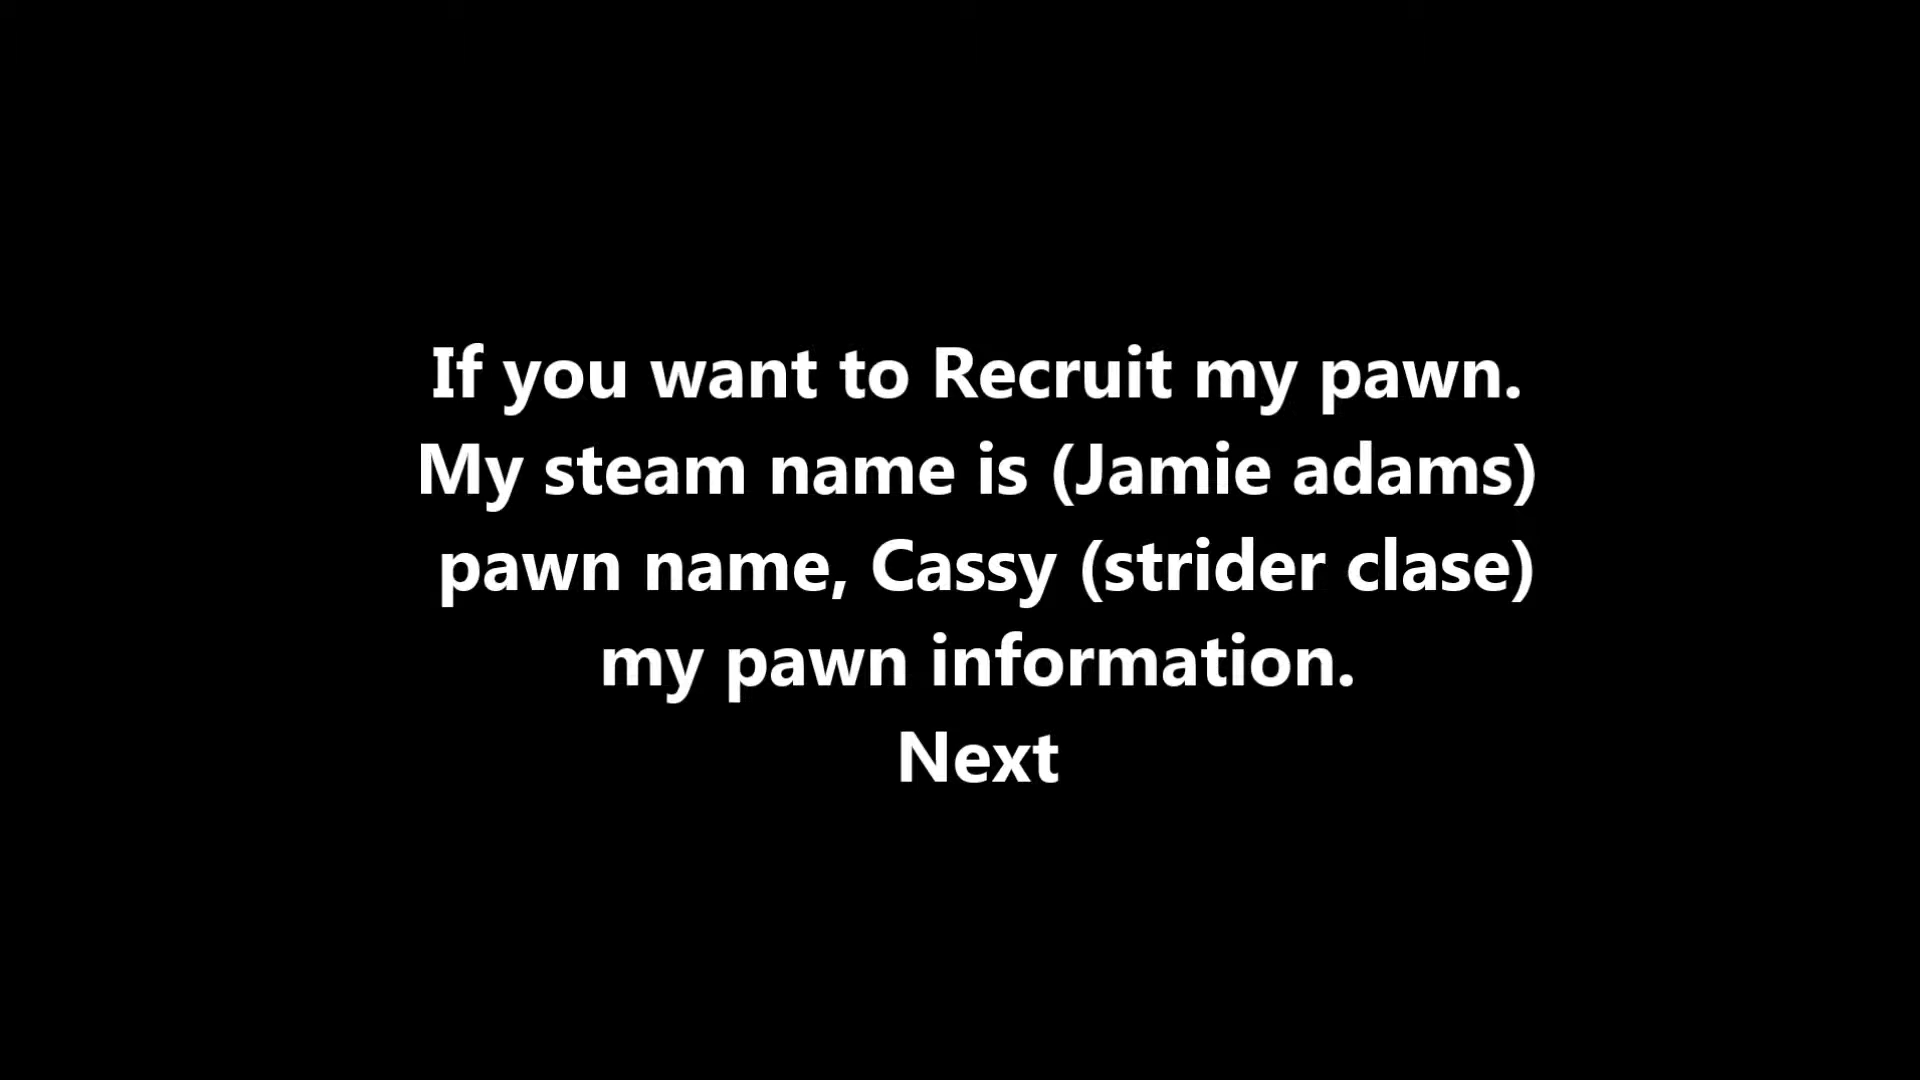 If you want to Recruit my pawn.
My steam name is (Jamie adams)
pawn name, Cassy (strider clase)
my pawn information.
Next